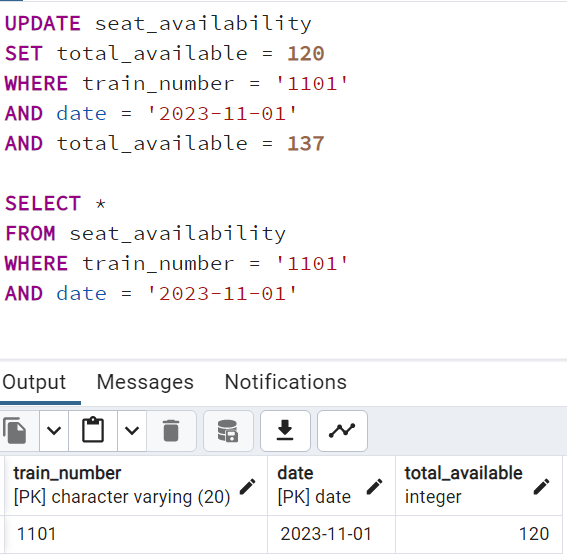 UPDATE seat_availability
SET total_available = 120
WHERE train_number = '1101'
AND date = '2023-11-01'
AND total_available = 137
SELECT *
FROM seat_availability
WHERE train_number = '1101'
AND date = '2023-11-01'
Output Messages Notifications
train_number date total_available
[PK] character varying (20) [PK] date integer
1101 2023-11-01 120